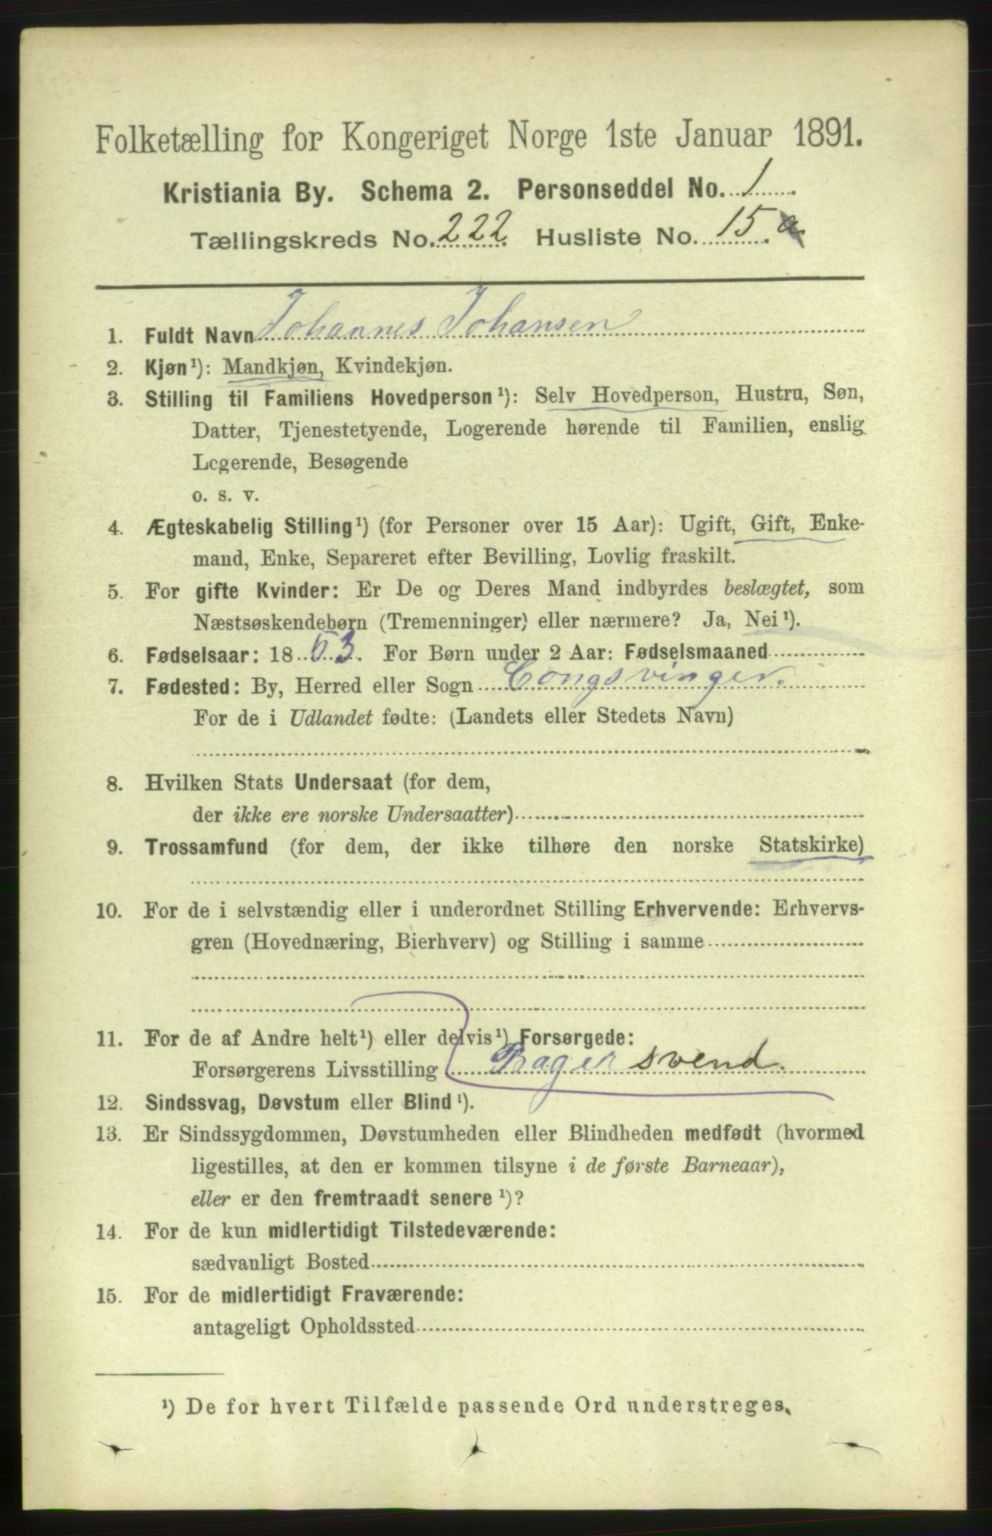 Folketælling for Kongeriget Norge 1ste Januar 1891.
Kristiania By. Schema 2. Personseddel No. 1.
Tællingskreds No. 222. Husliste No. 15.
1. Fuldt Navn Johannes Johansen
2. Kjøn¹): Mandkjøn, Kvindekjøn.
3. Stilling til Familiens Hovedperson¹): Selv Hovedperson, Hustru, Søn,
Datter, Tjenestetyende, Logerende hørende til Familien, enslig
Logerende, Besøgende
o. s. v.
4. Ægteskabelig Stilling¹) (for Personer over 15 Aar): Ugift, Gift, Enke-
mand, Enke, Separeret efter Bevilling, Lovlig fraskilt.
5. For gifte Kvinder: Er De og Deres Mand indbyrdes beslægtet, som
Næstsøskendebørn (Tremenninger) eller nærmere? Ja, Nei¹).
6. Fødselsaar: 1853. For Børn under 2 Aar: Fødselsmaaned
7. Fødested: By, Herred eller Sogn Congsvinger.
For de i Udlandet fødte: (Landets eller Stedets Navn)
8. Hvilken Stats Undersaat (for dem,
der ikke ere norske Undersaatter)
9. Trossamfund (for dem, der ikke tilhøre den norske Statskirke)
10. For de i selvstændig eller i underordnet Stilling Erhvervende: Erhvervs-
gren (Hovednæring, Bierhverv) og Stilling i samme
11. For de af Andre helt¹) eller delvis¹) Forsørgede:
Forsørgerens Livsstilling Bagersvend.
12. Sindssvag, Døvstum eller Blind¹).
13. Er Sindssygdommen, Døvstumheden eller Blindheden medfødt (hvormed
ligestilles, at den er kommen tilsyne i de første Barneaar),
eller er den fremtraadt senere¹)?
14. For de kun midlertidigt Tilstedeværende:
sædvanligt Bosted
15. For de midlertidigt Fraværende:
antageligt Opholdssted
¹) De for hvert Tilfælde passende Ord understreges.